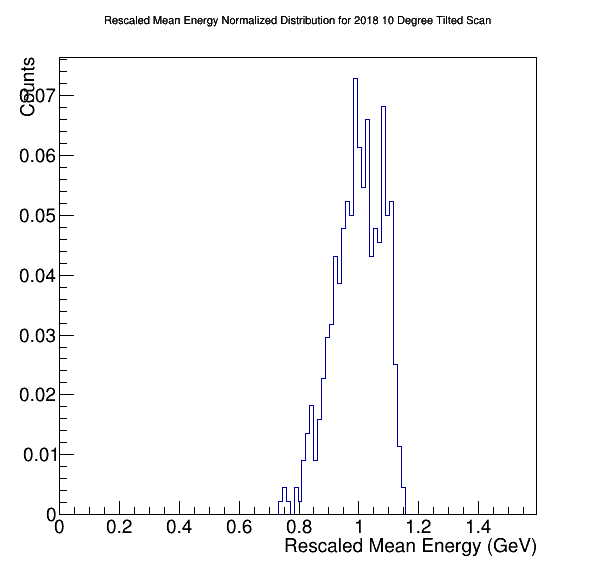 Rescaled Mean Energy Normalized Distribution for 2018 10 Degree Tilted Scan
Counts
0.07
0.06
0.05
0.04
0.03
0.02
0.01
0
0 0.2 0.4 0.6 0.8 1 1.2 1.4
Rescaled Mean Energy (GeV)